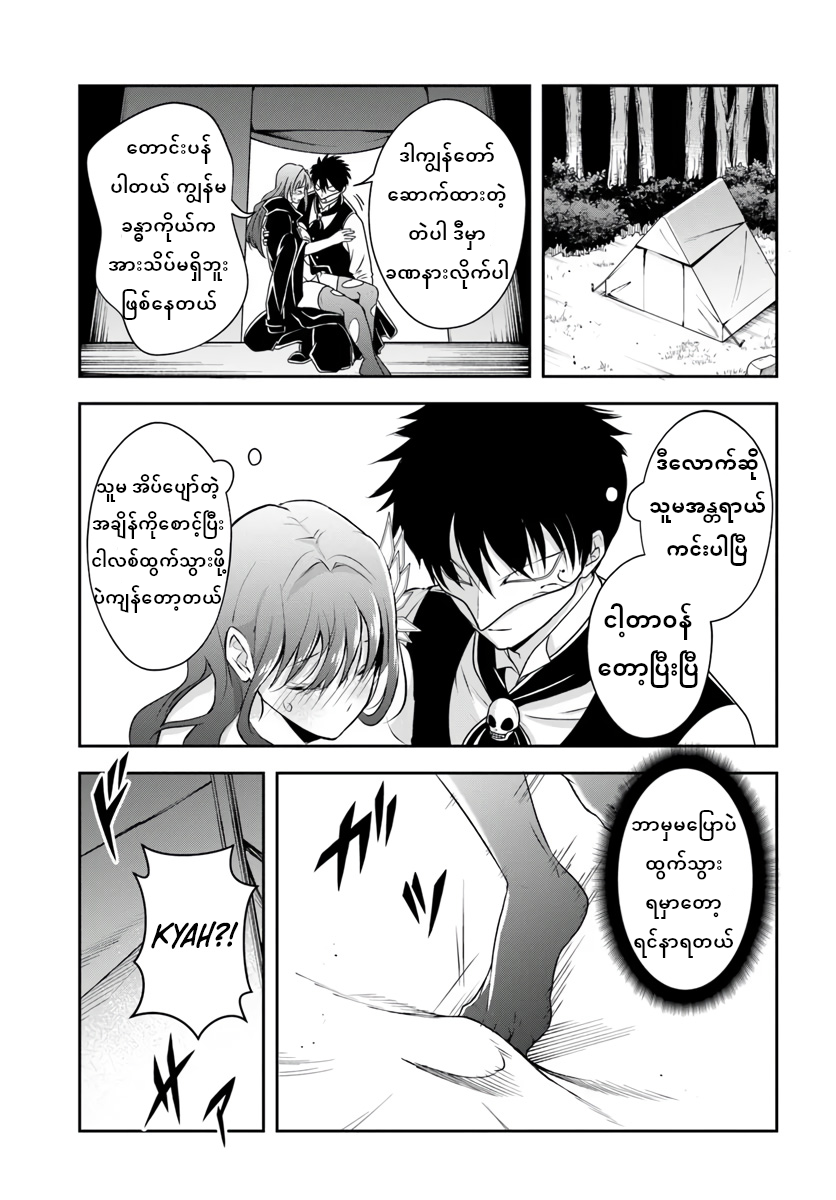 ဒါကျွန်တော်
ဆောက်ထားတဲ့
တဲပါ ဒီမှာ
ခဏနားလိုက်ပါ
တောင်းပန်
ပါတယ် ကျွန်မ
ခန္ဓာကိုယ်က
အားသိပ်မရှိဘူး
ဖြစ်နေတယ်
ဒီလောက်ဆို
သူမအန္တရာယ်
ကင်းပါပြီ
ငါ့တာဝန်
တော့ပြီးပြီ
သူမ အိပ်ပျော်တဲ့
အချိန်ကိုစောင့်ပြီး
ငါလစ်ထွက်သွားဖို့
ပဲကျန်တော့တယ်
ဘာမှမပြောပဲ
ထွက်သွား
ရမှာတော့
ရင်နာရတယ်
ガッ
KYAH?!